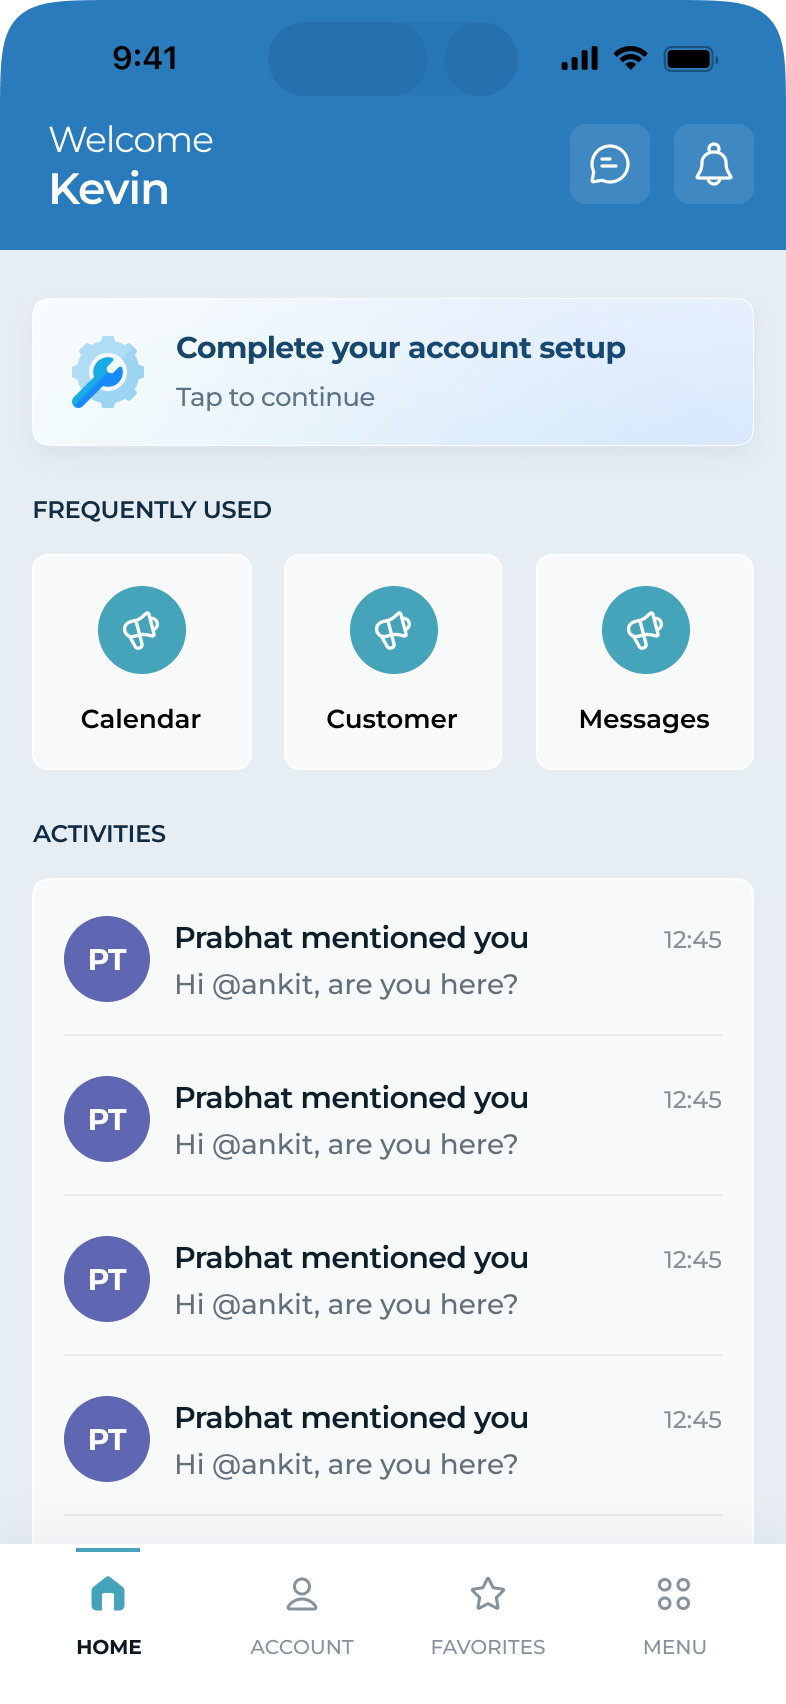 9:41
Welcome
Kevin
Complete your account setup
Tap to continue
FREQUENTLY USED
Calendar Customer Messages
ACTIVITIES
PT Prabhat mentioned you 12:45
Hi @ankit, are you here?
PT Prabhat mentioned you 12:45
Hi @ankit, are you here?
PT Prabhat mentioned you 12:45
Hi @ankit, are you here?
PT Prabhat mentioned you 12:45
Hi @ankit, are you here?
HOME ACCOUNT FAVORITES MENU